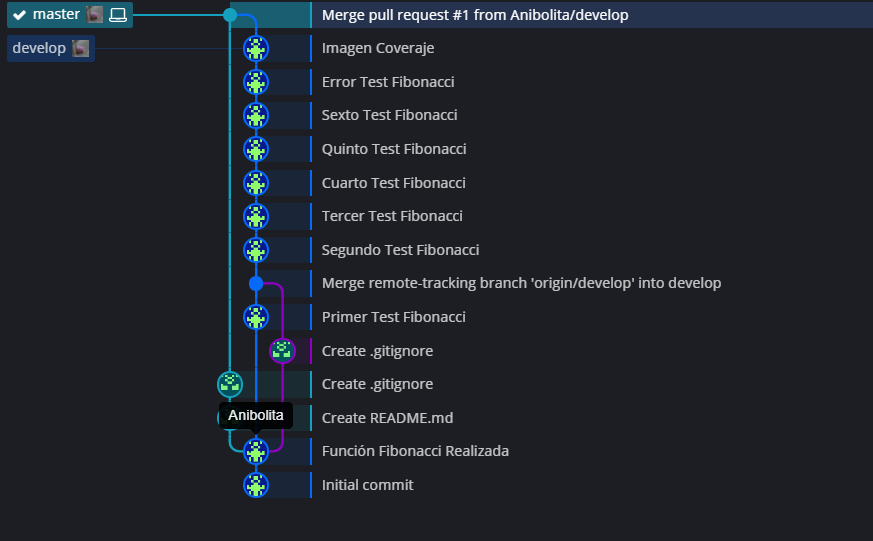 master
Merge pull request #1 from Anibolita/develop
develop
Imagen Coveraje
Error Test Fibonacci
Sexto Test Fibonacci
Quinto Test Fibonacci
Cuarto Test Fibonacci
Tercer Test Fibonacci
Segundo Test Fibonacci
Merge remote-tracking branch 'origin/develop' into develop
Primer Test Fibonacci
Create .gitignore
Create .gitignore
Anibolita
Create README.md
Función Fibonacci Realizada
Initial commit